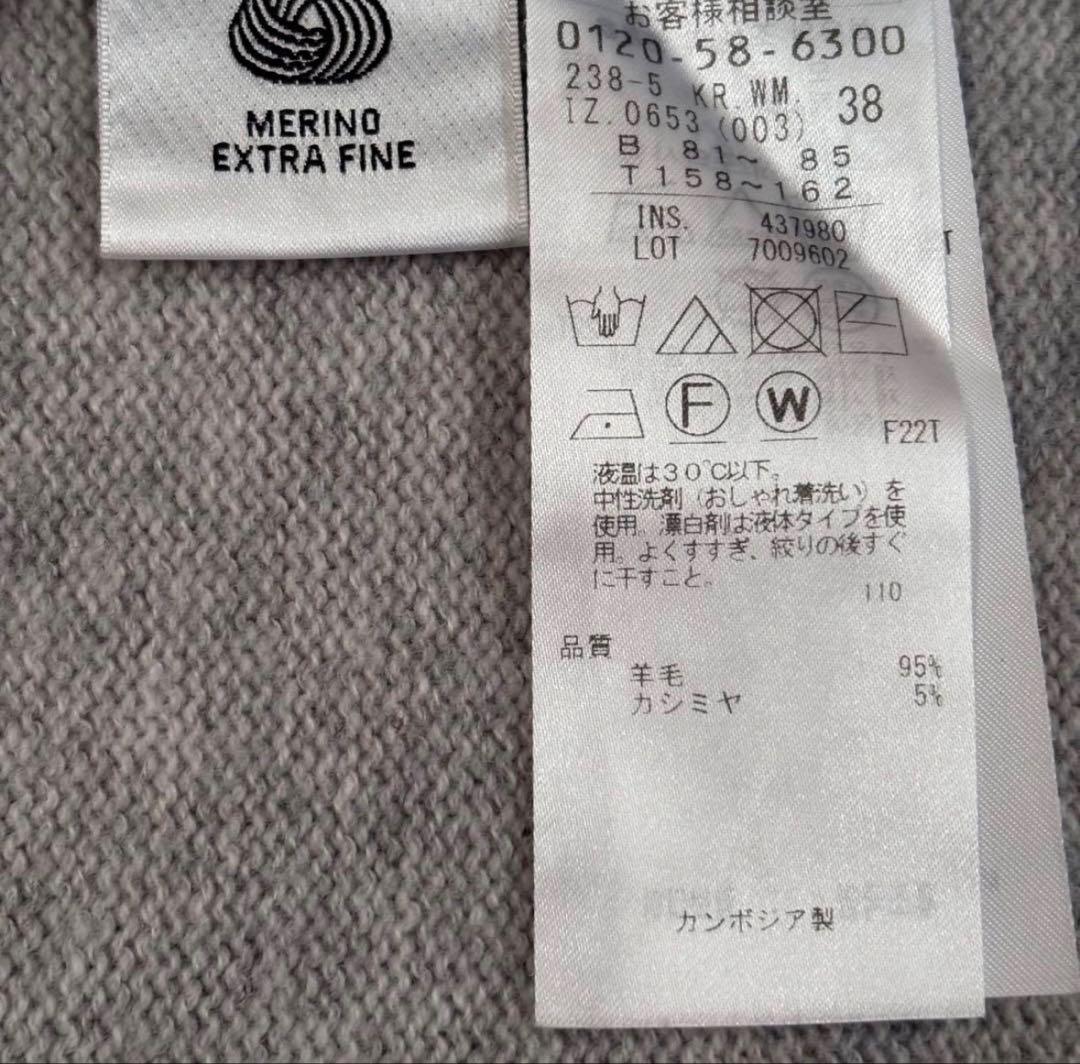 MERINO
EXTRA FINE
お客様相談室
0120-58-6300
238-5 KR.WM. 38
IZ.0653 (003)
B 81～ 85
T 158～162
INS. 437980
LOT 7009602
F
W
F22T
液温は30℃以下。
中性洗剤（おしゃれ着洗い）を
使用。漂白剤は液体タイプを使
用。よくすすぎ、絞りの後すぐ
に干すこと。
110
品質
羊毛 95%
カシミヤ 5%
カンボジア製